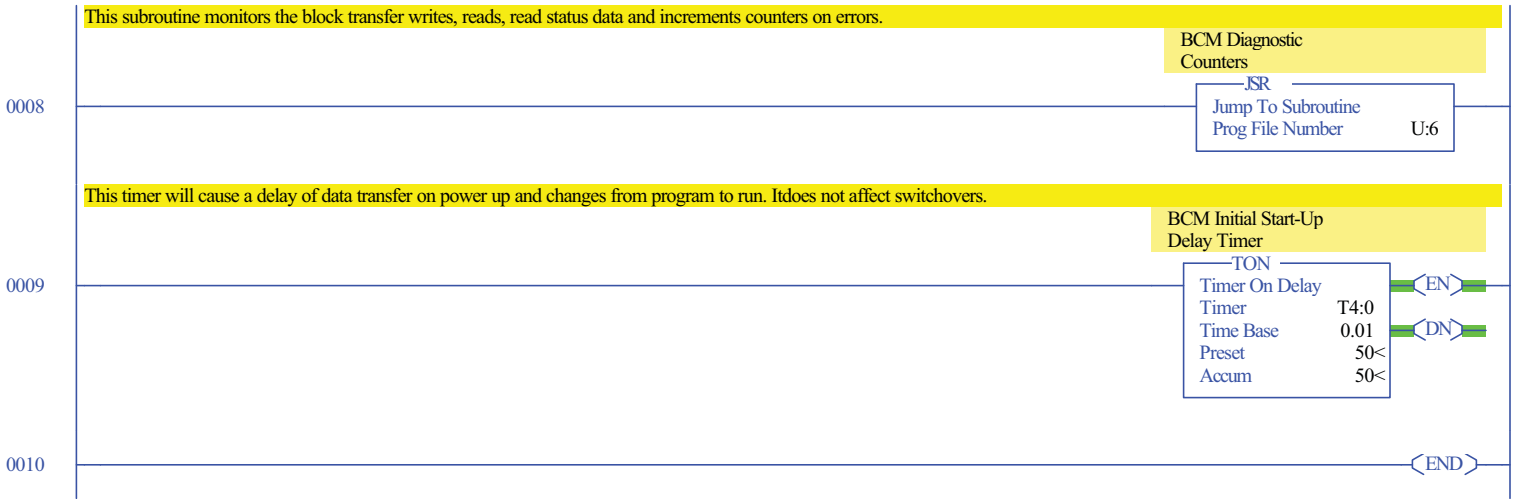 This subroutine monitors the block transfer writes, reads, read status data and increments counters on errors.
BCM Diagnostic
Counters
JSR
0008
Jump To Subroutine
Prog File Number U:6
This timer will cause a delay of data transfer on power up and changes from program to run. Itdoes not affect switchovers.
BCM Initial Start-Up
Delay Timer
TON
0009
Timer On Delay EN
Timer T4:0
Time Base 0.01 DN
Preset 50<
Accum 50<
0010 END